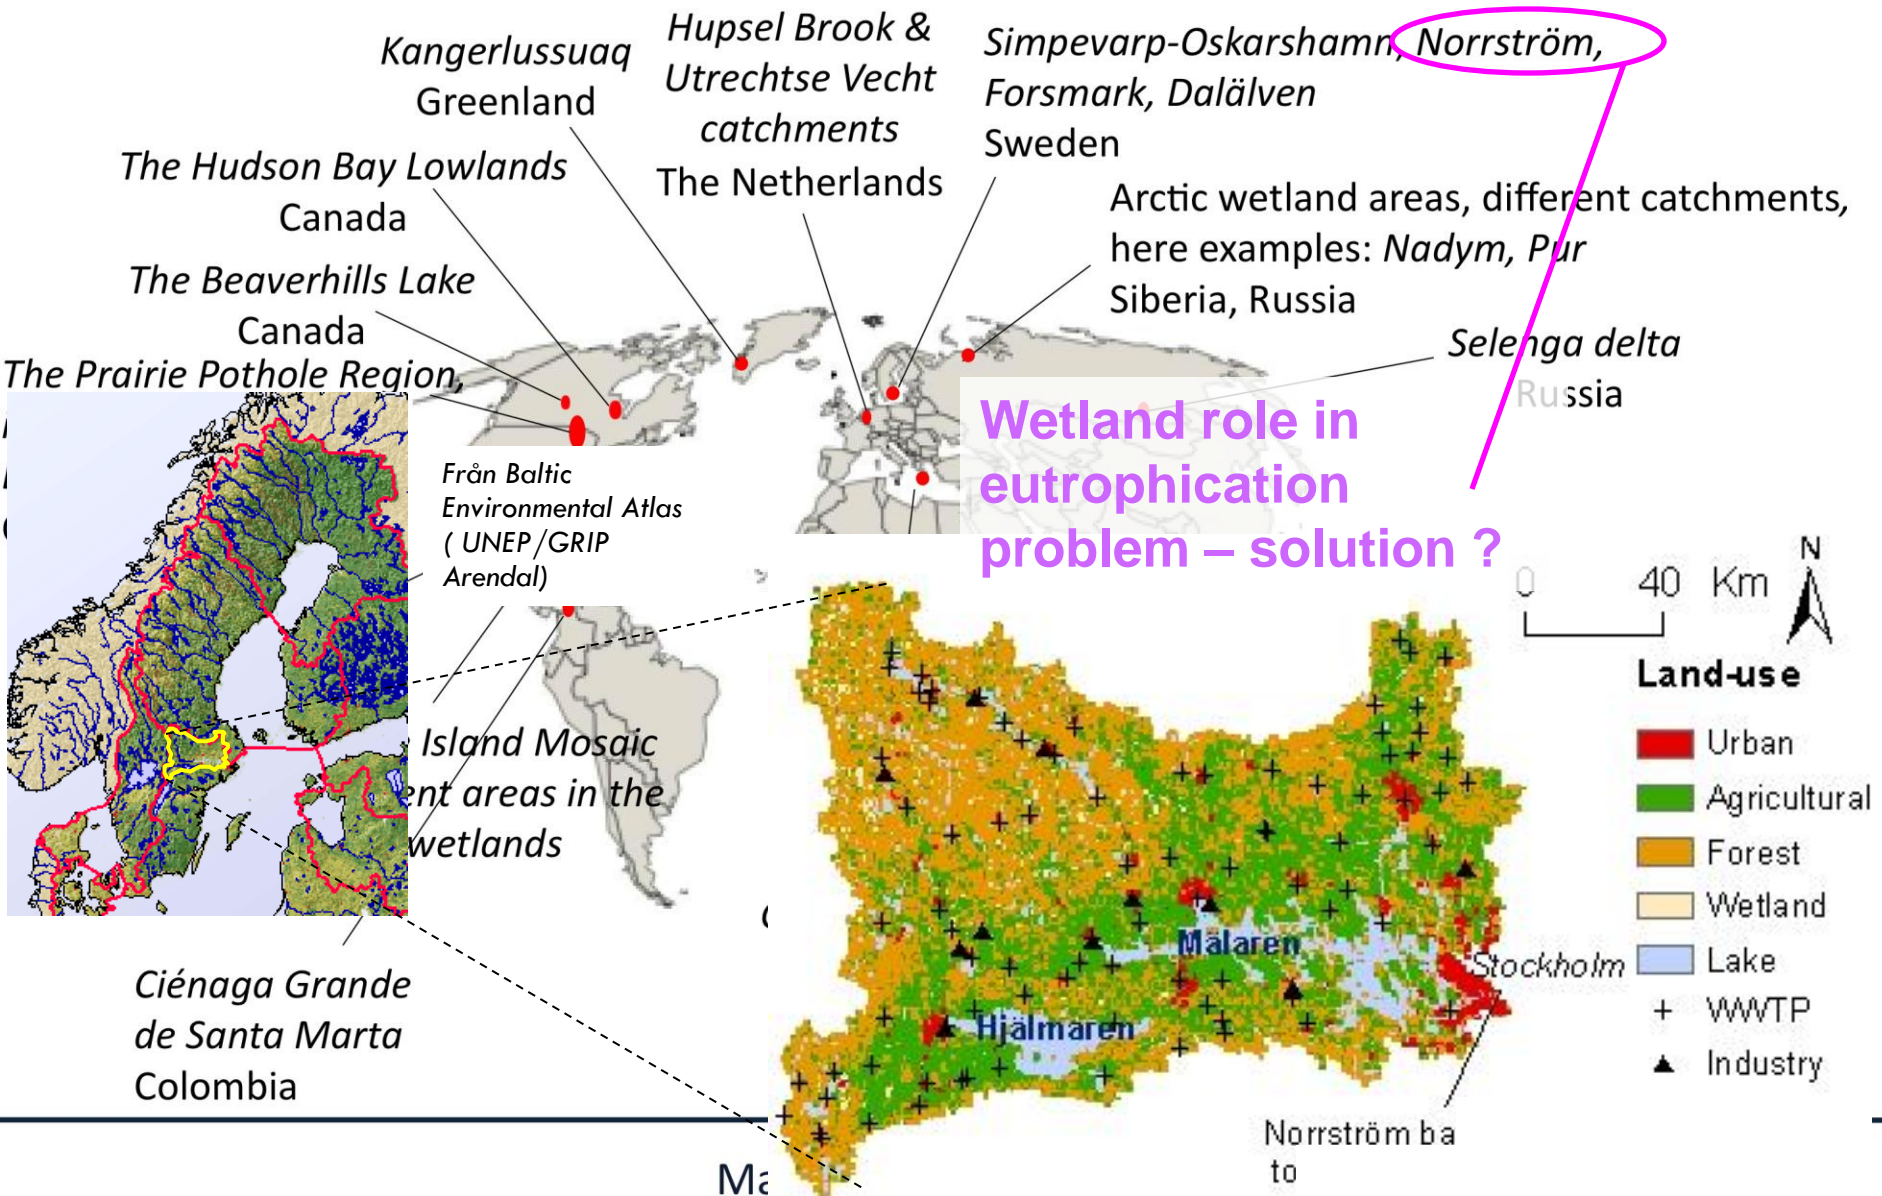 Kangerlussuaq
Greenland
Hupsel Brook &
Utrechtse Vecht
catchments
The Netherlands
Simpevarp-Oskarshamn, Norrström,
Forsmark, Dalälven
Sweden
The Hudson Bay Lowlands
Canada
Arctic wetland areas, different catchments,
here examples: Nadym, Pur
Siberia, Russia
The Beaverhills Lake
Canada
Selenga delta
Russia
The Prairie Pothole Region,
Wetland role in
eutrophication
problem – solution ?
Från Baltic
Environmental Atlas
( UNEP/GRIP
Arendal)
Island Mosaic
areas in the
wetlands
Ciénaga Grande
de Santa Marta
Colombia
0 40 Km
N
Land-use
Urban
Agricultural
Forest
Wetland
Lake
WWTP
Industry
Mälaren
Hjälmaren
Stockholm
Norrström ba
to